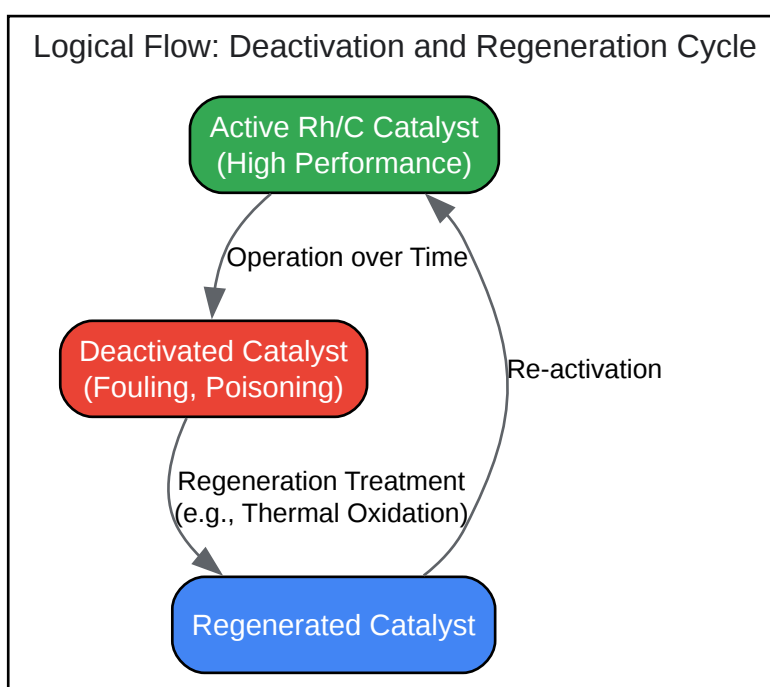 Logical Flow: Deactivation and Regeneration Cycle
Active Rh/C Catalyst
(High Performance)
Operation over Time
Deactivated Catalyst
(Fouling, Poisoning)
Re-activation
Regeneration Treatment
(e.g., Thermal Oxidation)
Regenerated Catalyst